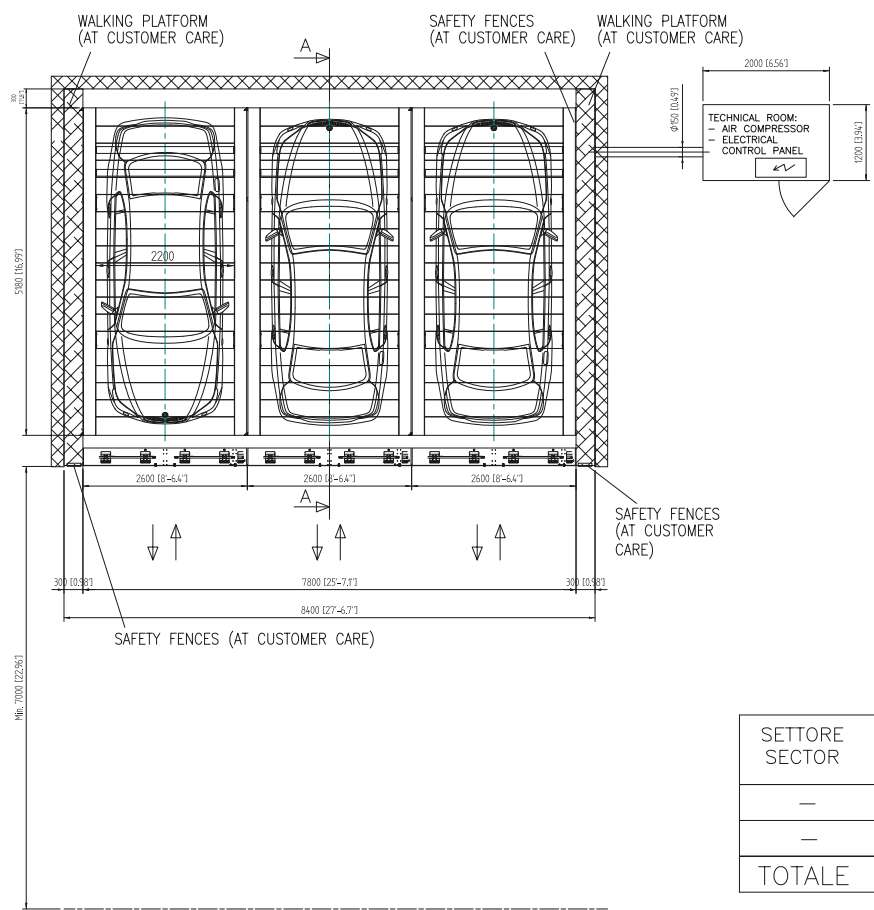 WALKING PLATFORM
(AT CUSTOMER CARE)
SAFETY FENCES
(AT CUSTOMER CARE)
WALKING PLATFORM
(AT CUSTOMER CARE)
A
2000 [6,56']
300
Φ150 [0,49']
TECHNICAL ROOM:
– AIR COMPRESSOR
– ELECTRICAL
CONTROL PANEL
1200 [3,94']
5180 [16,99']
2200
2600 [8'-6.4"]
2600 [8'-6.4"]
2600 [8'-6.4"]
A
SAFETY FENCES
(AT CUSTOMER
CARE)
300 [0,98']
7800 [25'-7.1"]
300 [0,98']
8400 [27'-6.7"]
SAFETY FENCES (AT CUSTOMER CARE)
Min. 7000 [22,96']
SETTORE
SECTOR
–
–
TOTALE